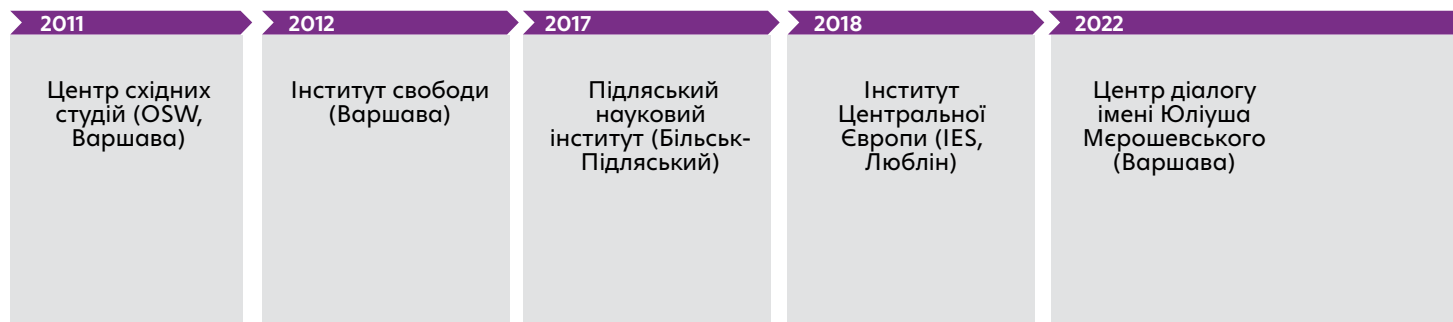 2011
Центр східних
студій (OSW,
Варшава)
2012
Інститут свободи
(Варшава)
2017
Підляський
науковий
інститут (Більськ-
Підляський)
2018
Інститут
Центральної
Європи (IES,
Люблін)
2022
Центр діалогу
імені Юліуша
Мєрошевського
(Варшава)